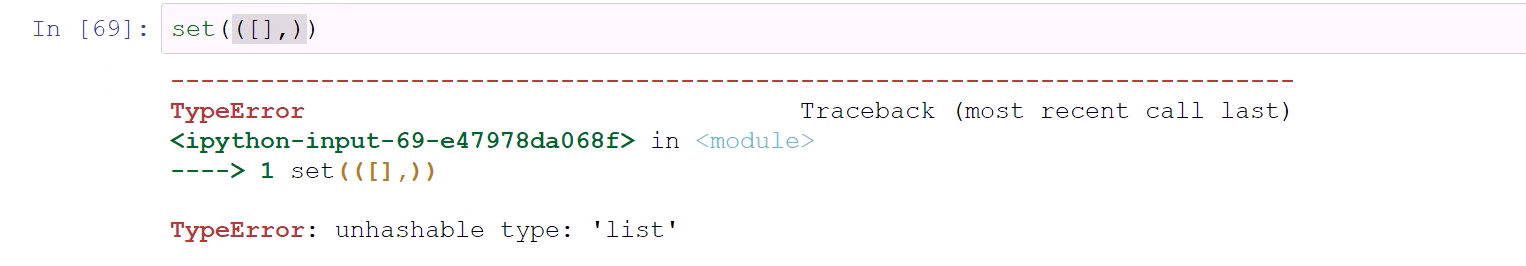 In [69]: set(([],))
---------------------------------------------------------------------------
TypeError                                 Traceback (most recent call last)
<ipython-input-69-e47978da068f> in <module>
----> 1 set(([],))
TypeError: unhashable type: 'list'